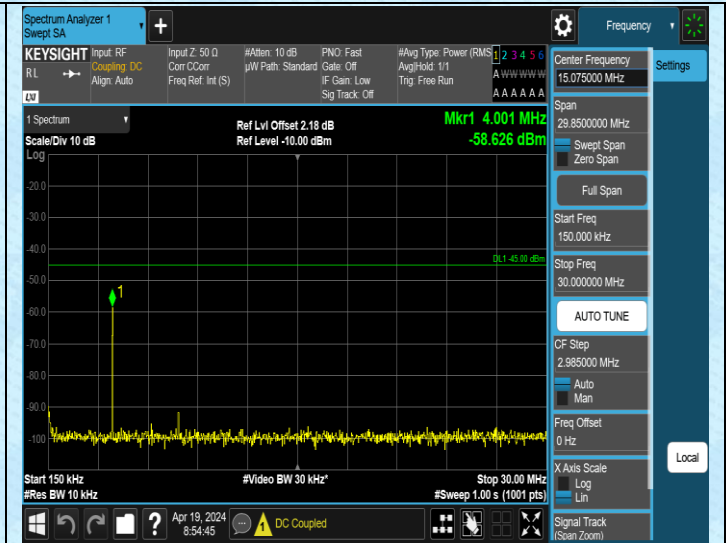 Spectrum Analyzer 1
Swept SA
Frequency
KEYSIGHT
RL
LXI
Input: RF
Coupling: DC
Align: Auto
Input Z: 50 Ω
Corr CCorr
Freq Ref: Int (S)
#Atten: 10 dB
µW Path: Standard
PNO: Fast
Gate: Off
IF Gain: Low
Sig Track: Off
#Avg Type: Power (RMS
Avg|Hold: 1/1
Trig: Free Run
1 2 3 4 5 6
A W W W W W
A A A A A A
1 Spectrum
Scale/Div 10 dB
Log
Ref Lvl Offset 2.18 dB
Ref Level -10.00 dBm
Mkr1 4.001 MHz
-58.626 dBm
-20.0
-30.0
-40.0
DL1 -45.00 dBm
-50.0
1
-60.0
-70.0
-80.0
-90.0
-100
Start 150 kHz
#Res BW 10 kHz
#Video BW 30 kHz*
Stop 30.00 MHz
#Sweep 1.00 s (1001 pts)
Center Frequency
15.075000 MHz
Settings
Span
29.8500000 MHz
Swept Span
Zero Span
Full Span
Start Freq
150.000 kHz
Stop Freq
30.000000 MHz
AUTO TUNE
CF Step
2.985000 MHz
Auto
Man
Freq Offset
0 Hz
Local
X Axis Scale
Log
Lin
Signal Track
(Span Zoom)
?
Apr 19, 2024
8:54:45
DC Coupled